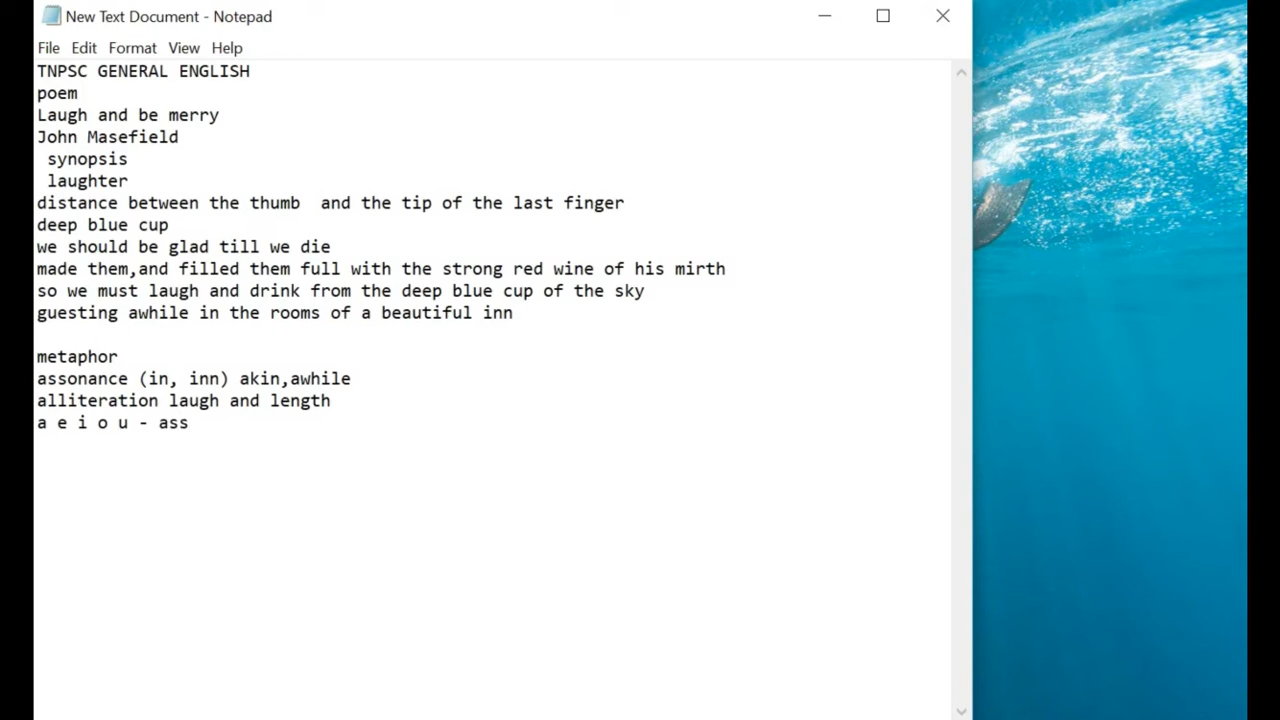 New Text Document - Notepad
File Edit Format View Help
TNPSC GENERAL ENGLISH
poem
Laugh and be merry
John Masefield
synopsis
laughter
distance between the thumb  and the tip of the last finger
deep blue cup
we should be glad till we die
made them,and filled them full with the strong red wine of his mirth
so we must laugh and drink from the deep blue cup of the sky
guesting awhile in the rooms of a beautiful inn
metaphor
assonance (in, inn) akin,awhile
alliteration laugh and length
a e i o u - ass